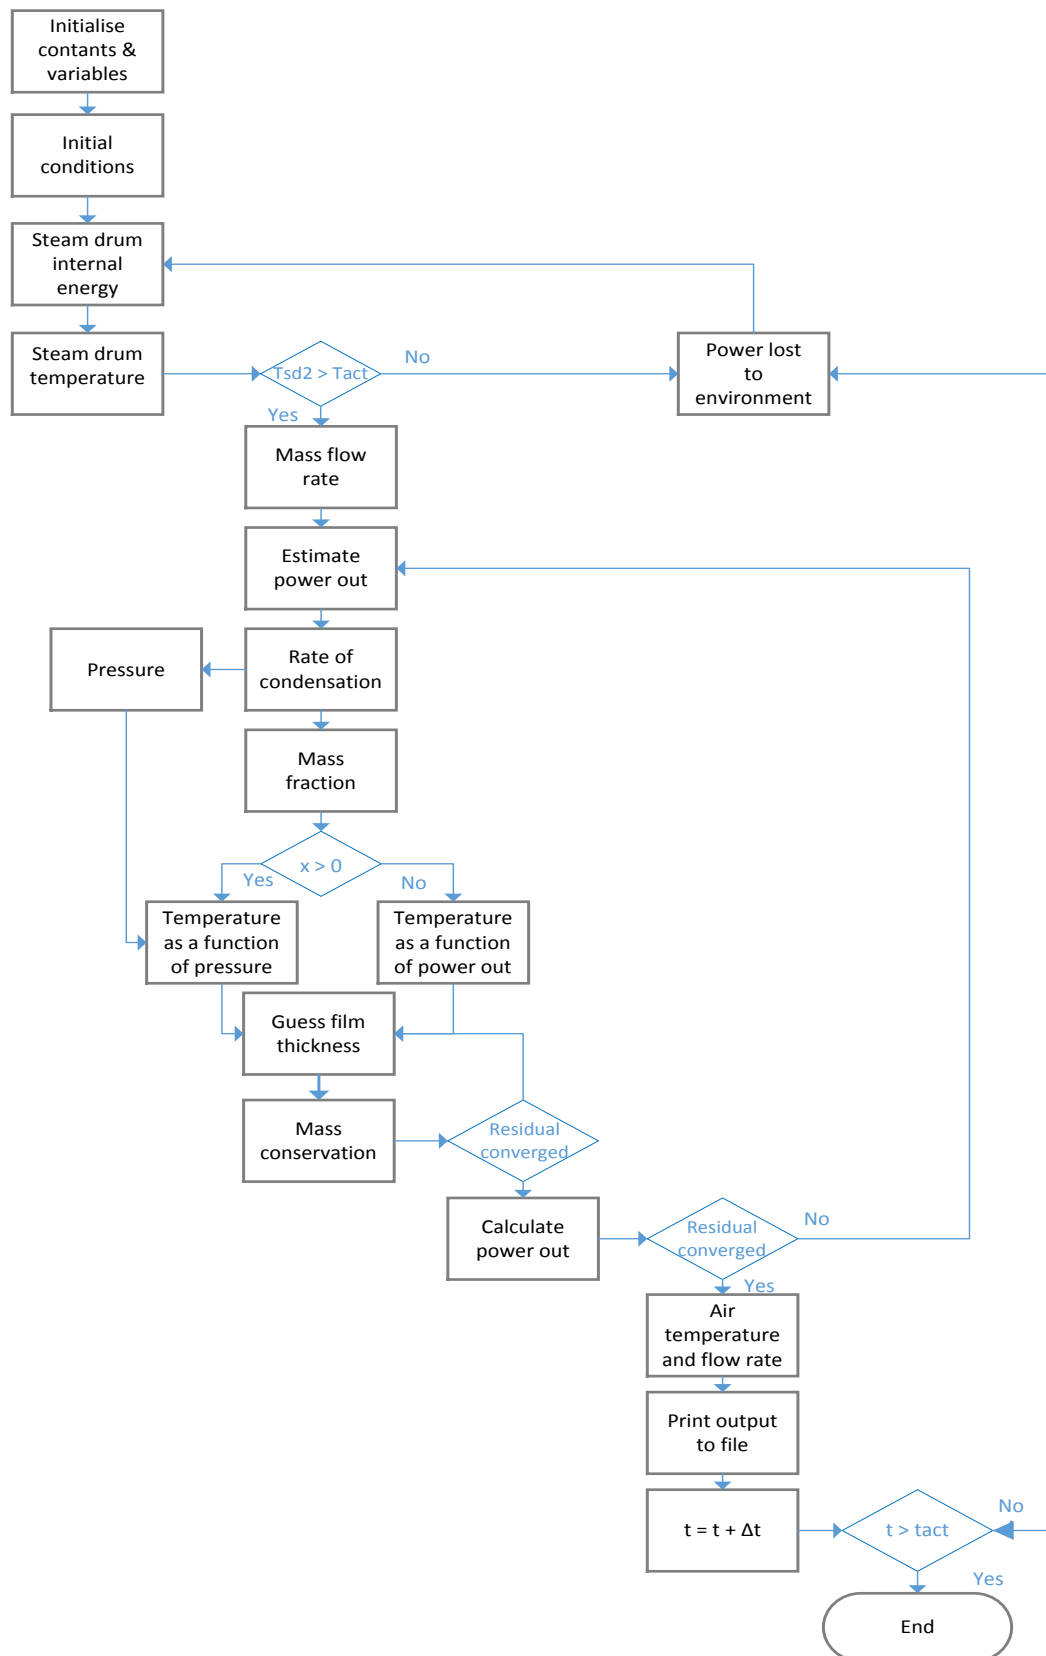 Initialise
contants &
variables
Initial
conditions
Steam drum
internal
energy
Steam drum
temperature
Tsd2 > Tact
No
Power lost
to
environment
Yes
Mass flow
rate
Estimate
power out
Pressure
Rate of
condensation
Mass
fraction
x > 0
Yes
No
Temperature
as a function
of pressure
Temperature
as a function
of power out
Guess film
thickness
Mass
conservation
Residual
converged
Calculate
power out
Residual
converged
No
Yes
Air
temperature
and flow rate
Print output
to file
t = t + Δt
t > tact
No
Yes
End